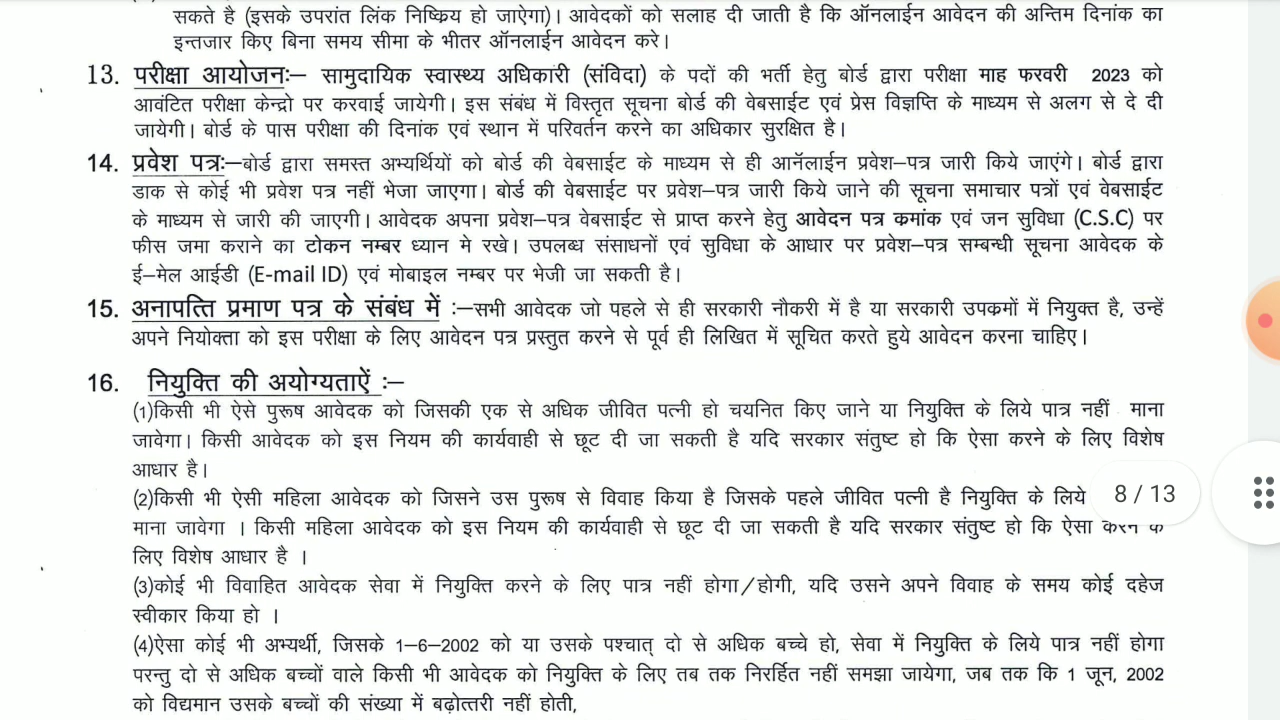 सकते है (इसके उपरांत लिंक निष्क्रिय हो जाऐगा)। आवेदकों को सलाह दी जाती है कि ऑनलाईन आवेदन की अन्तिम दिनांक का
इन्तजार किए बिना समय सीमा के भीतर ऑनलाईन आवेदन करे।
13. परीक्षा आयोजनः– सामुदायिक स्वास्थ्य अधिकारी (संविदा) के पदों की भर्ती हेतु बोर्ड द्वारा परीक्षा माह फरवरी 2023 को
आवंटित परीक्षा केन्द्रो पर करवाई जायेगी। इस संबंध में विस्तृत सूचना बोर्ड की वेबसाईट एवं प्रेस विज्ञप्ति के माध्यम से अलग से दे दी
जायेगी। बोर्ड के पास परीक्षा की दिनांक एवं स्थान में परिवर्तन करने का अधिकार सुरक्षित है।
14. प्रवेश पत्रः–बोर्ड द्वारा समस्त अभ्यर्थियों को बोर्ड की वेबसाईट के माध्यम से ही आनॅलाईन प्रवेश–पत्र जारी किये जाएंगे। बोर्ड द्वारा
डाक से कोई भी प्रवेश पत्र नहीं भेजा जाएगा। बोर्ड की वेबसाईट पर प्रवेश–पत्र जारी किये जाने की सूचना समाचार पत्रों एवं वेबसाईट
के माध्यम से जारी की जाएगी। आवेदक अपना प्रवेश–पत्र वेबसाईट से प्राप्त करने हेतु आवेदन पत्र क्रमांक एवं जन सुविधा (C.S.C) पर
फीस जमा कराने का टोकन नम्बर ध्यान मे रखे। उपलब्ध संसाधनों एवं सुविधा के आधार पर प्रवेश–पत्र सम्बन्धी सूचना आवेदक के
ई–मेल आईडी (E-mail ID) एवं मोबाइल नम्बर पर भेजी जा सकती है।
15. अनापत्ति प्रमाण पत्र के संबंध में :–सभी आवेदक जो पहले से ही सरकारी नौकरी में है या सरकारी उपक्रमों में नियुक्त है, उन्हें
अपने नियोक्ता को इस परीक्षा के लिए आवेदन पत्र प्रस्तुत करने से पूर्व ही लिखित में सूचित करते हुये आवेदन करना चाहिए।
16. नियुक्ति की अयोग्यताऐं :–
(1)किसी भी ऐसे पुरूष आवेदक को जिसकी एक से अधिक जीवित पत्नी हो चयनित किए जाने या नियुक्ति के लिये पात्र नहीं माना
जावेगा। किसी आवेदक को इस नियम की कार्यवाही से छूट दी जा सकती है यदि सरकार संतुष्ट हो कि ऐसा करने के लिए विशेष
आधार है।
(2)किसी भी ऐसी महिला आवेदक को जिसने उस पुरूष से विवाह किया है जिसके पहले जीवित पत्नी है नियुक्ति के लिये 8 / 13
माना जावेगा । किसी महिला आवेदक को इस नियम की कार्यवाही से छूट दी जा सकती है यदि सरकार संतुष्ट हो कि ऐसा करने के
लिए विशेष आधार है ।
(3)कोई भी विवाहित आवेदक सेवा में नियुक्ति करने के लिए पात्र नहीं होगा/होगी, यदि उसने अपने विवाह के समय कोई दहेज
स्वीकार किया हो ।
(4)ऐसा कोई भी अभ्यर्थी, जिसके 1–6–2002 को या उसके पश्चात् दो से अधिक बच्चे हो, सेवा में नियुक्ति के लिये पात्र नहीं होगा
परन्तु दो से अधिक बच्चों वाले किसी भी आवेदक को नियुक्ति के लिए तब तक निरर्हित नहीं समझा जायेगा, जब तक कि 1 जून, 2002
को विद्यमान उसके बच्चों की संख्या में बढ़ोत्तरी नहीं होती,